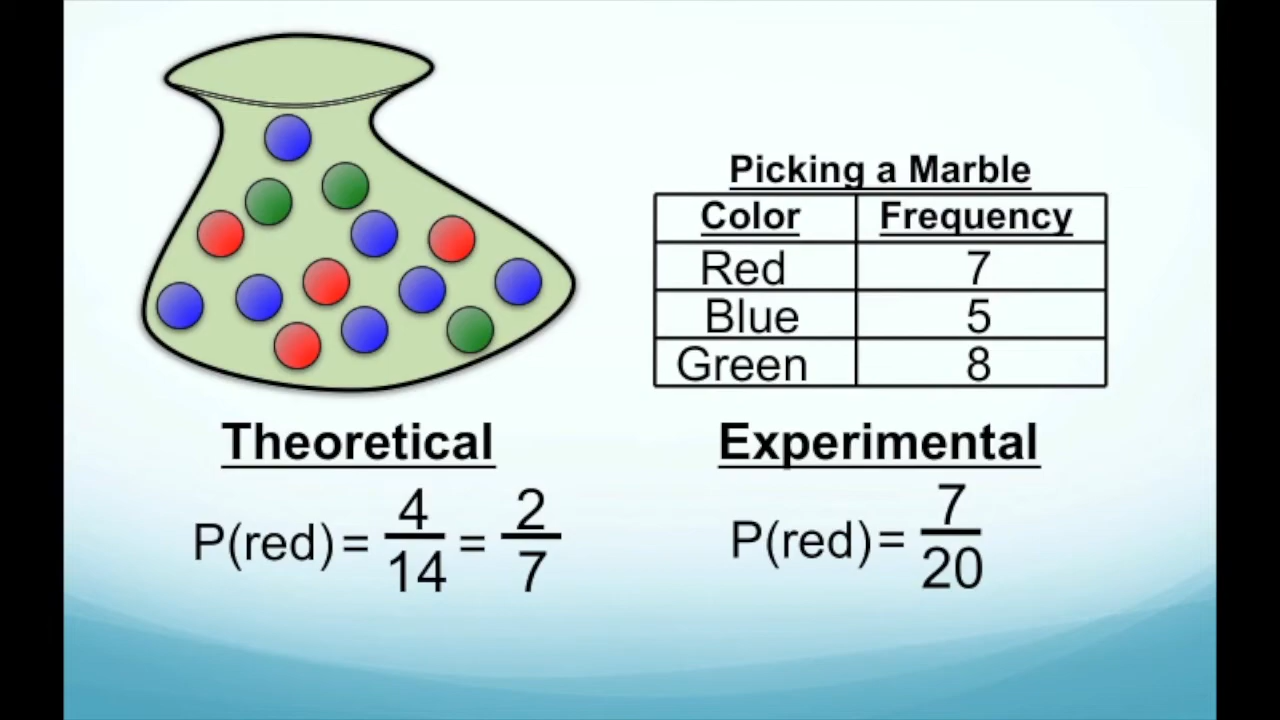 Picking a Marble
Color Frequency
Red 7
Blue 5
Green 8
Theoretical
P(red) = 4/14 = 2/7
Experimental
P(red) = 7/20